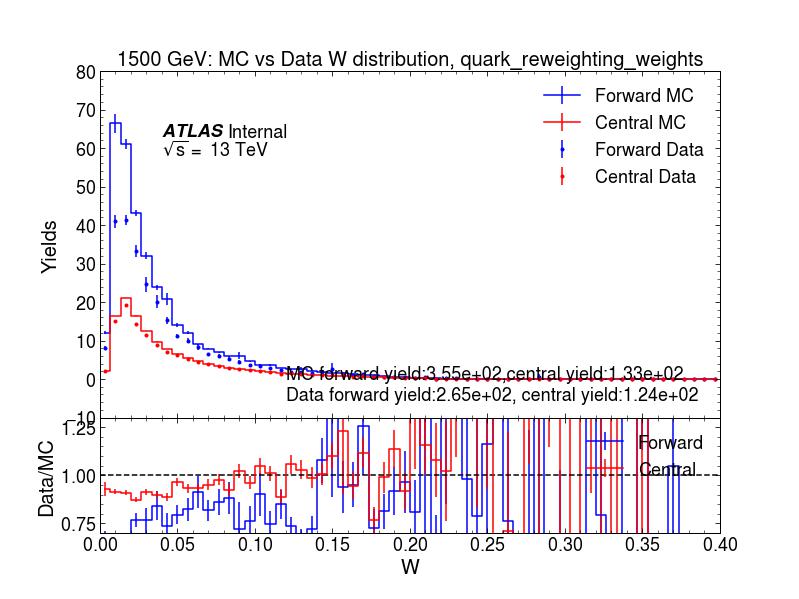 1500 GeV: MC vs Data W distribution, quark_reweighting_weights
80
70
60
50
40
30
20
10
0
10
Yields
ATLAS Internal
√s = 13 TeV
Forward MC
Central MC
Forward Data
Central Data
MC forward yield:3.55e+02 central yield:1.33e+02
Data forward yield:2.65e+02, central yield:1.24e+02
1.25
1.00
0.75
Data/MC
Forward
Central
0.00 0.05 0.10 0.15 0.20 0.25 0.30 0.35 0.40
W